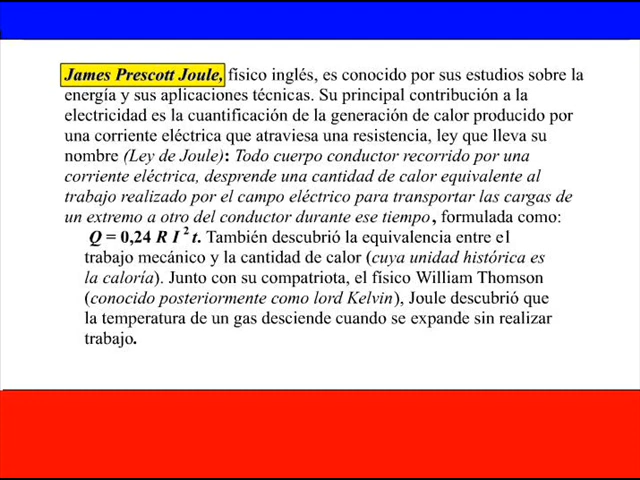 James Prescott Joule, físico inglés, es conocido por sus estudios sobre la
energía y sus aplicaciones técnicas. Su principal contribución a la
electricidad es la cuantificación de la generación de calor producido por
una corriente eléctrica que atraviesa una resistencia, ley que lleva su
nombre (Ley de Joule): Todo cuerpo conductor recorrido por una
corriente eléctrica, desprende una cantidad de calor equivalente al
trabajo realizado por el campo eléctrico para transportar las cargas de
un extremo a otro del conductor durante ese tiempo, formulada como:
Q = 0,24 R I ² t. También descubrió la equivalencia entre el
trabajo mecánico y la cantidad de calor (cuya unidad histórica es
la caloría). Junto con su compatriota, el físico William Thomson
(conocido posteriormente como lord Kelvin), Joule descubrió que
la temperatura de un gas desciende cuando se expande sin realizar
trabajo.